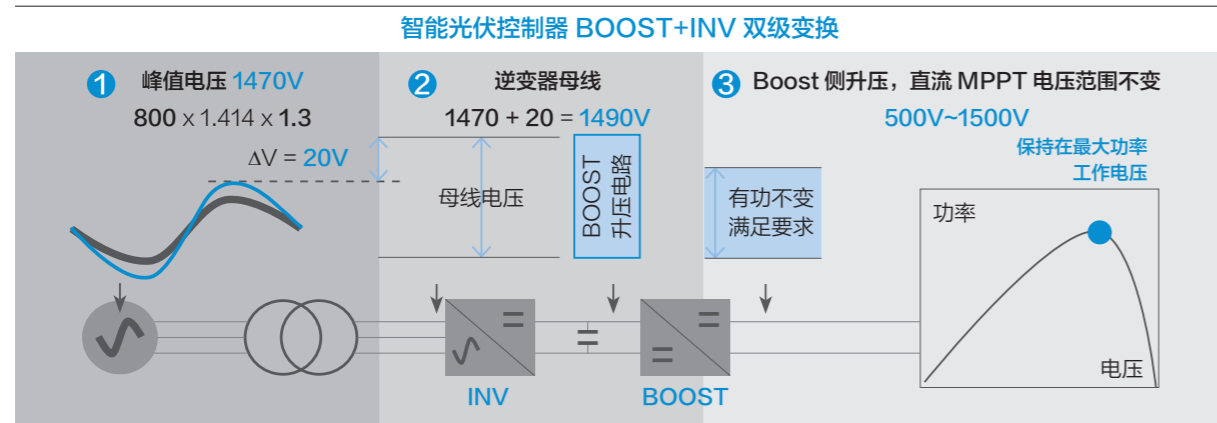 智能光伏控制器 BOOST+INV 双级变换
1 峰值电压 1470V
800 x 1.414 x 1.3
ΔV = 20V
2 逆变器母线
1470 + 20 = 1490V
母线电压
BOOST
升压电路
3 Boost 侧升压，直流 MPPT 电压范围不变
500V~1500V
保持在最大功率
工作电压
有功不变
满足要求
功率
电压
INV
BOOST